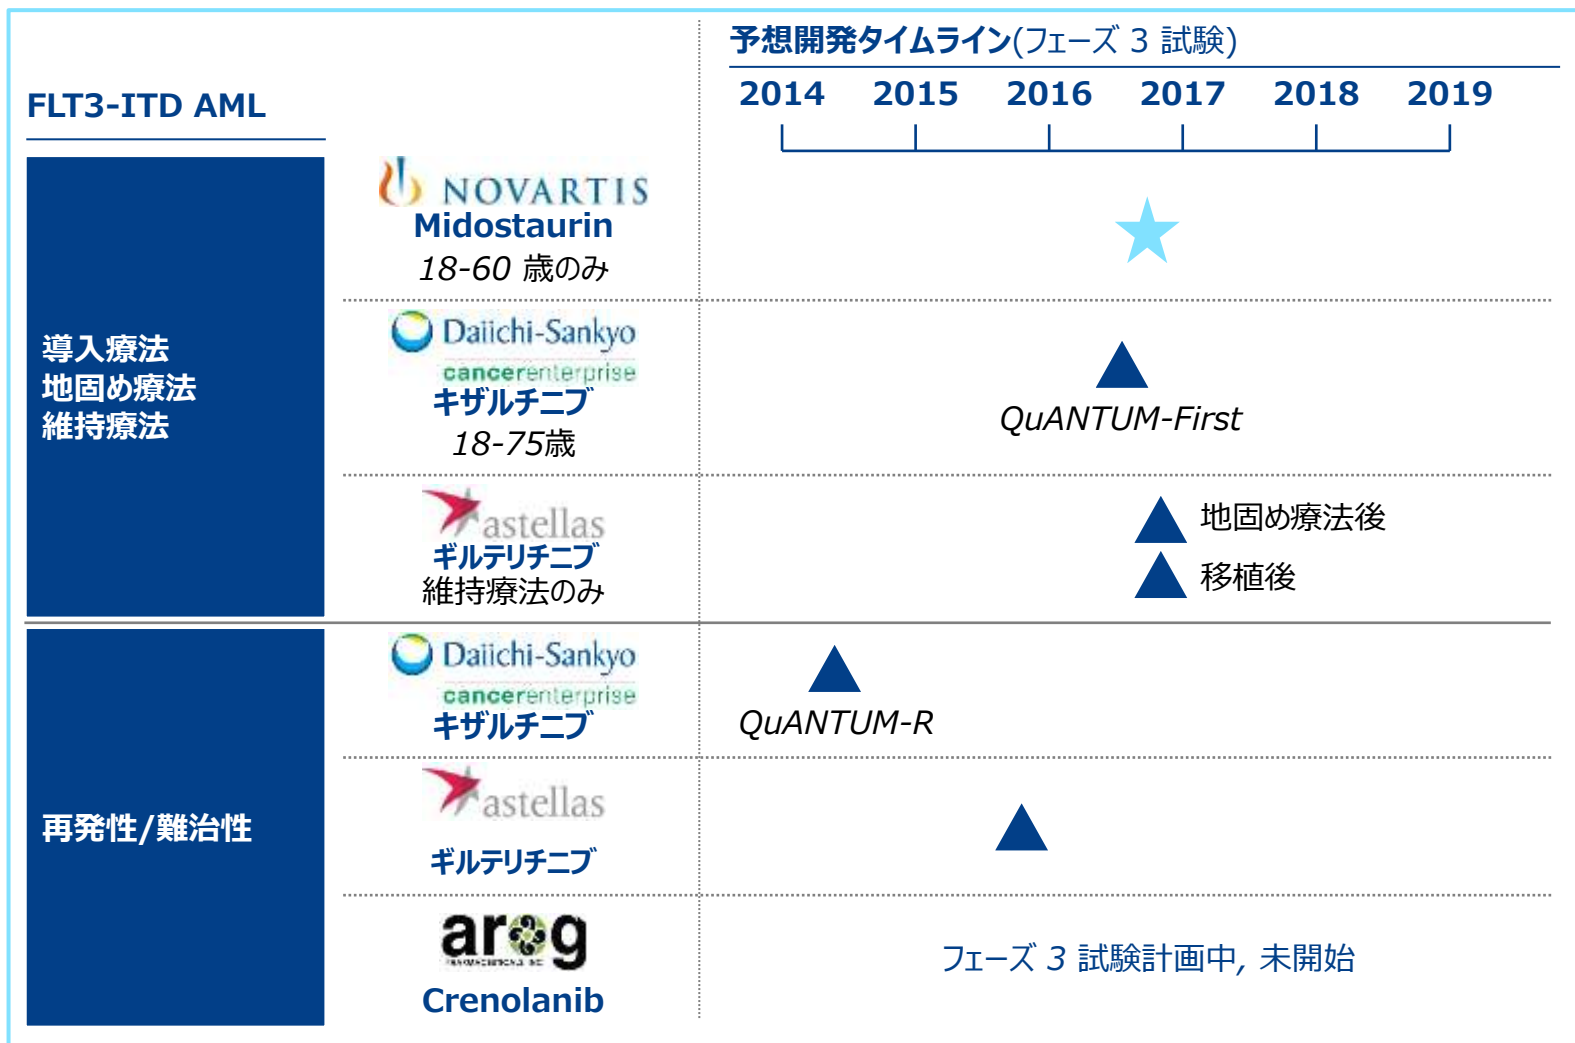 予想開発タイムライン(フェーズ 3 試験)
2014 2015 2016 2017 2018 2019
FLT3-ITD AML
導入療法
地固め療法
維持療法
NOVARTIS
Midostaurin
18-60 歳のみ
Daiichi-Sankyo
cancerenterprise
キザルチニブ
18-75歳
QuANTUM-First
astellas
ギルテリチニブ
維持療法のみ
地固め療法後
移植後
再発性/難治性
Daiichi-Sankyo
cancerenterprise
キザルチニブ
QuANTUM-R
astellas
ギルテリチニブ
arog
PHARMACEUTICALS, INC
Crenolanib
フェーズ 3 試験計画中, 未開始